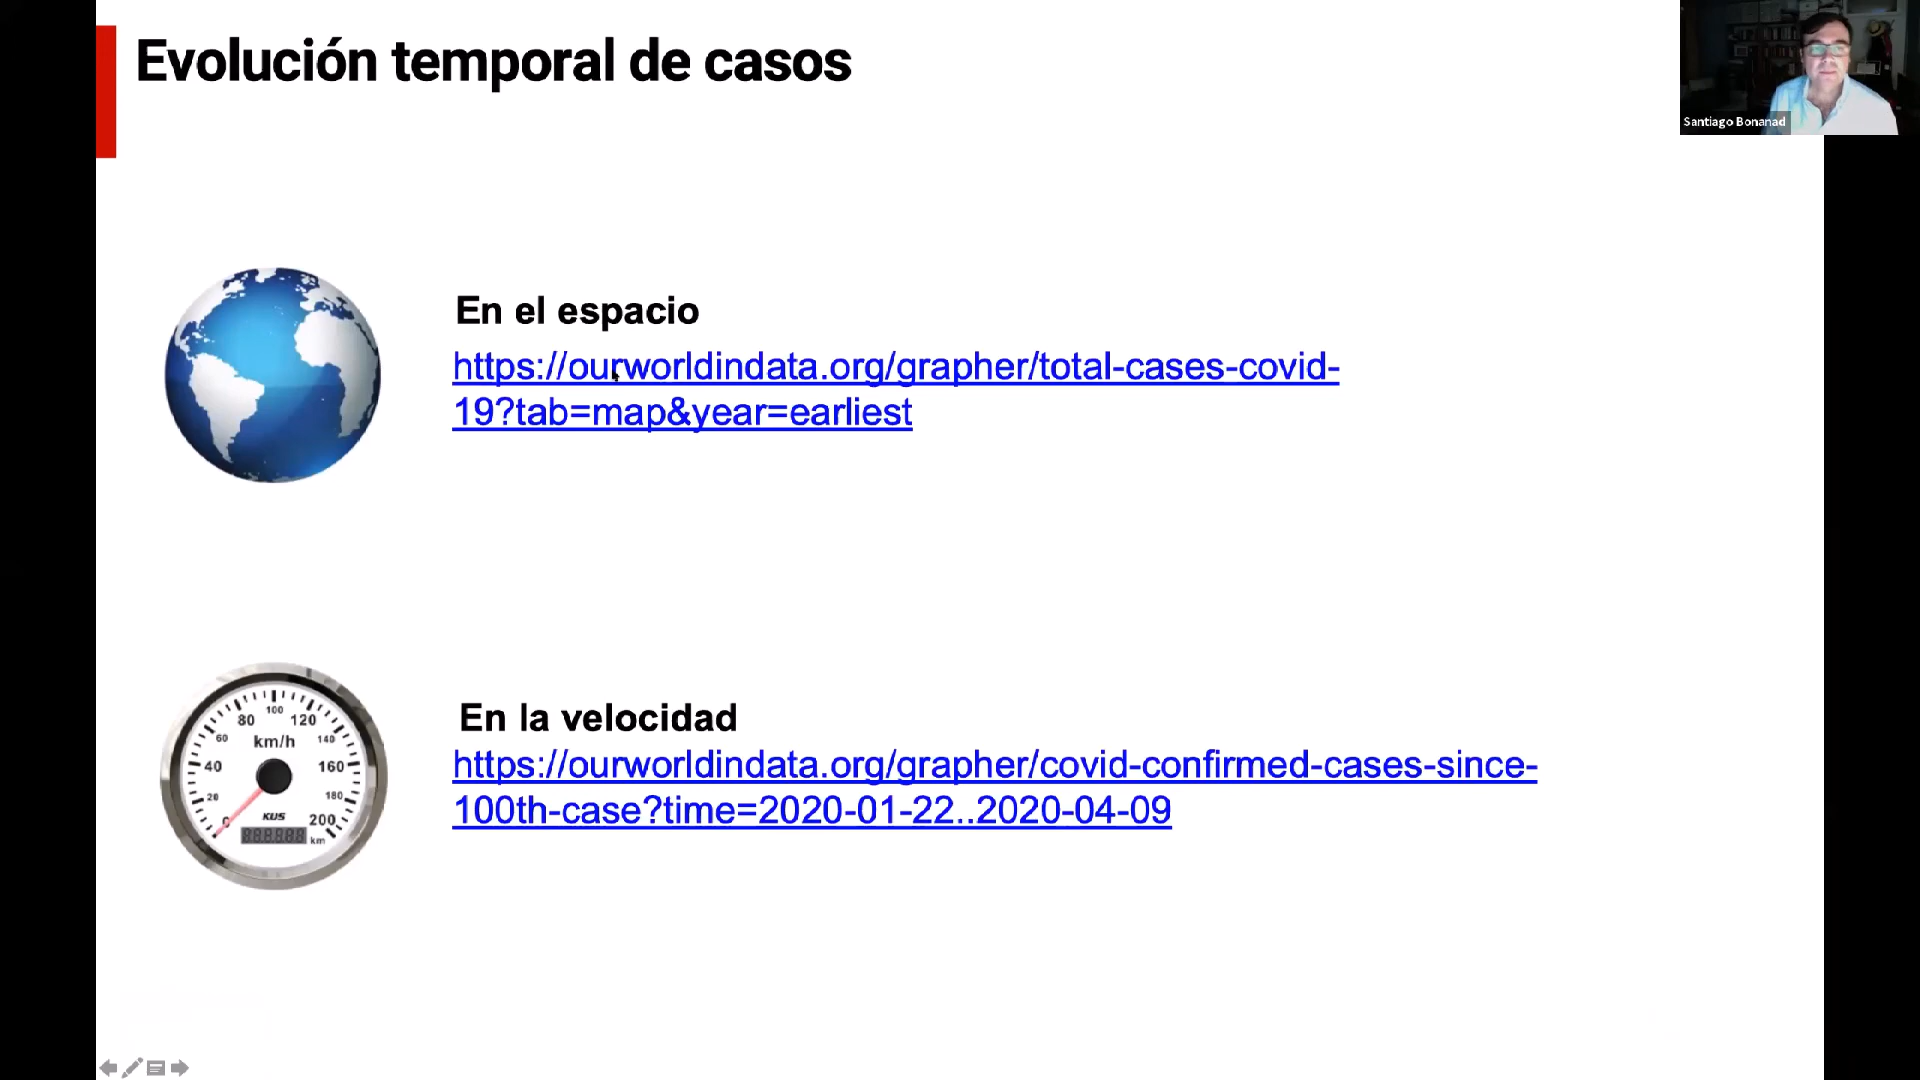 Evolución temporal de casos
Santiago Bonanad
En el espacio
https://ourworldindata.org/grapher/total-cases-covid-
19?tab=map&year=earliest
80 100 120
60 km/h 140
40 160
20 180
0 KUS 200
888888 km
En la velocidad
https://ourworldindata.org/grapher/covid-confirmed-cases-since-
100th-case?time=2020-01-22..2020-04-09